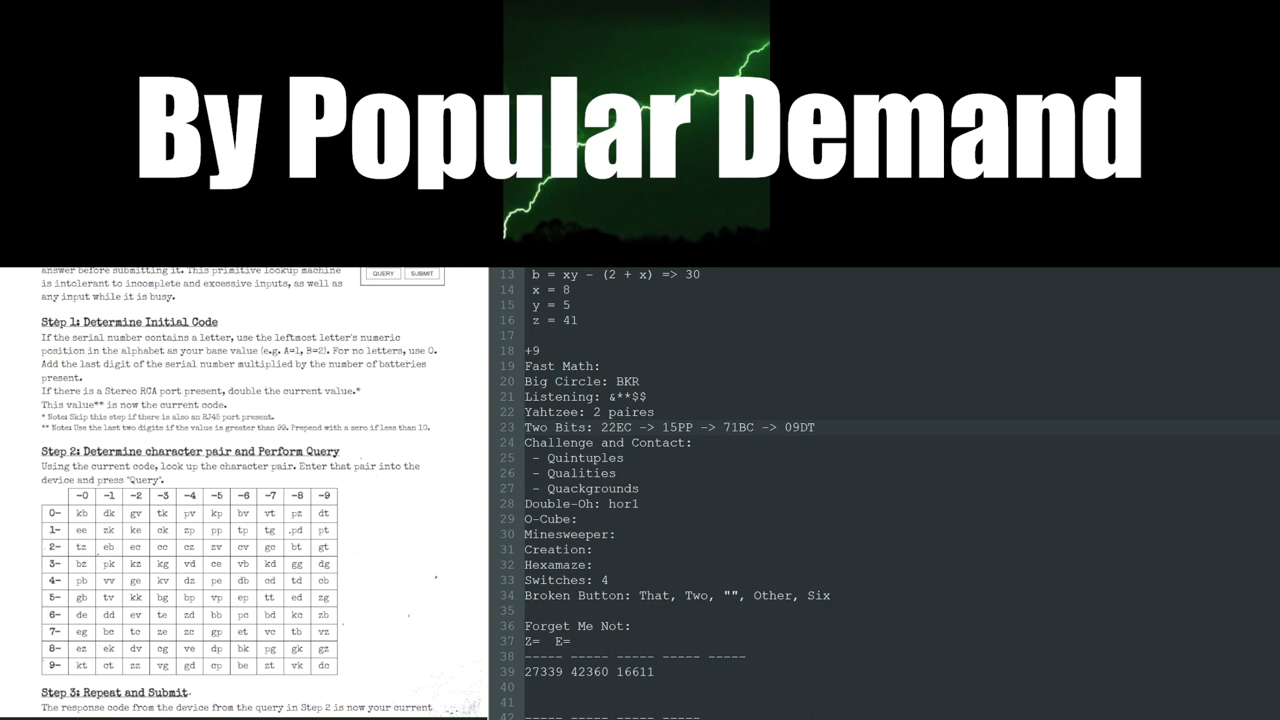 By Popular Demand
answer before submitting it. This primitive lookup machine
is intolerant to incomplete and excessive inputs, as well as
any input while it is busy.
QUERY SUBMIT
Step 1: Determine Initial Code
If the serial number contains a letter, use the leftmost letter's numeric
position in the alphabet as your base value (e.g. A=1, B=2). For no letters, use 0.
Add the last digit of the serial number multiplied by the number of batteries
present.
If there is a Stereo RCA port present, double the current value.*
This value** is now the current code.
* Note: Skip this step if there is also an RJ45 port present.
** Note: Use the last two digits if the value is greater than 99. Prepend with a zero if less than 10.
Step 2: Determine character pair and Perform Query
Using the current code, look up the character pair. Enter that pair into the
device and press "Query".
-0 -1 -2 -3 -4 -5 -6 -7 -8 -9
0- kb dk gv tk pv kp bv vt pz dt
1- ee zk ke ck zp pp tp tg pd pt
2- tz eb ec cc cz zv cv gc bt gt
3- bz pk kz kg vd ce vb kd gg dg
4- pb vv ge kv dz pe db cd td cb
5- gb tv kk bg bp vp ep tt ed zg
6- de dd ev te zd bb pc bd kc zb
7- eg bc tc ze zc gp et vc tb vz
8- ez ek dv cg ve dp bk pg gk gz
9- kt ct zz vg gd cp be zt vk dc
Step 3: Repeat and Submit
The response code from the device from the query in Step 2 is now your current
13 b = xy - (2 + x) => 30
14 x = 8
15 y = 5
16 z = 41
17
18 +9
19 Fast Math:
20 Big Circle: BKR
21 Listening: &**$$
22 Yahtzee: 2 paires
23 Two Bits: 22EC -> 15PP -> 71BC -> 09DT
24 Challenge and Contact:
25 - Quintuples
26 - Qualities
27 - Quackgrounds
28 Double-Oh: hor1
29 O-Cube:
30 Minesweeper:
31 Creation:
32 Hexamaze:
33 Switches: 4
34 Broken Button: That, Two, "", Other, Six
35
36 Forget Me Not:
37 Z= E=
38 ----- ----- ----- ----- -----
39 27339 42360 16611
40
41
42 ----- ----- ----- -----